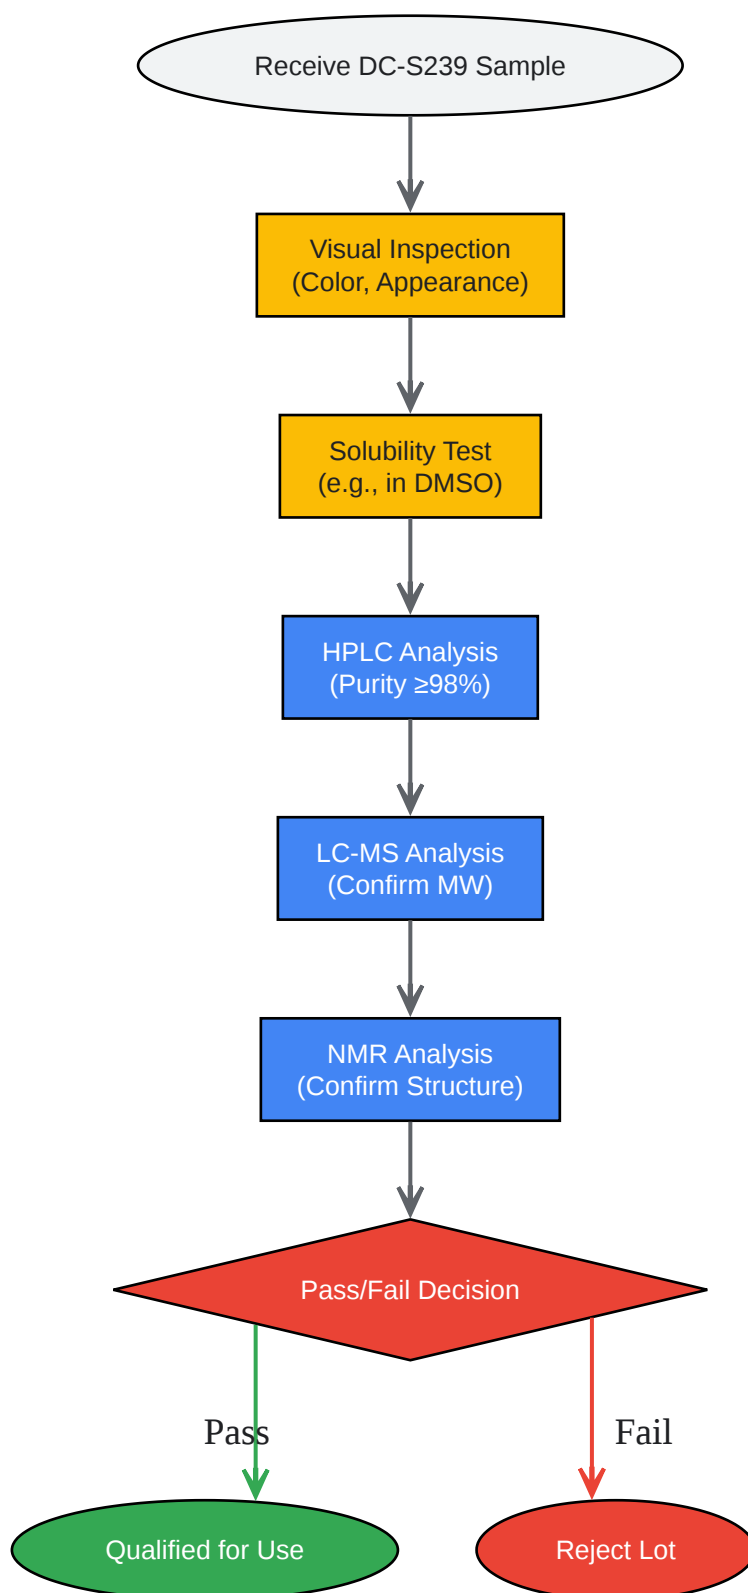 Receive DC-S239 Sample
Visual Inspection
(Color, Appearance)
Solubility Test
(e.g., in DMSO)
HPLC Analysis
(Purity ≥98%)
LC-MS Analysis
(Confirm MW)
NMR Analysis
(Confirm Structure)
Pass/Fail Decision
Pass
Fail
Qualified for Use
Reject Lot